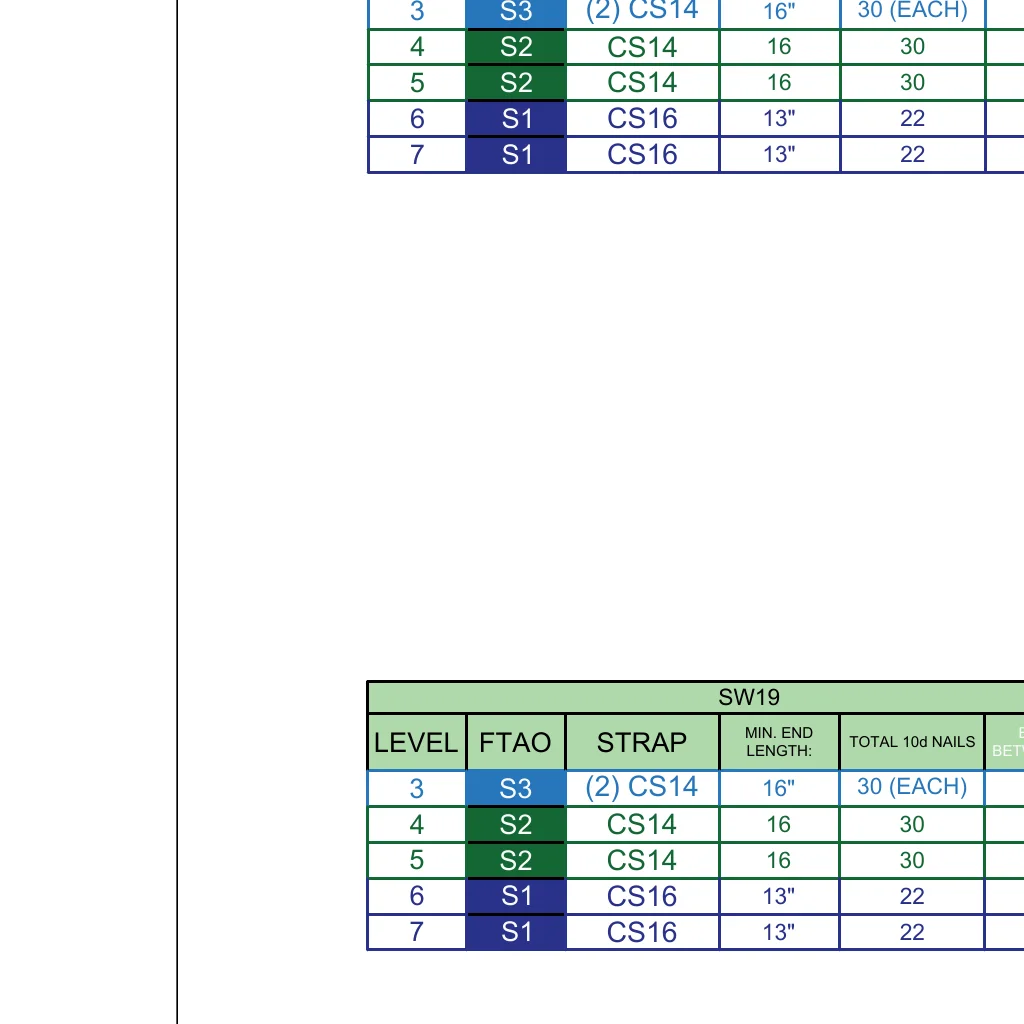 3 S3 (2) CS14 16" 30 (EACH)
4 S2 CS14 16 30
5 S2 CS14 16 30
6 S1 CS16 13" 22
7 S1 CS16 13" 22
SW19
LEVEL FTAO STRAP MIN. END LENGTH: TOTAL 10d NAILS
3 S3 (2) CS14 16" 30 (EACH)
4 S2 CS14 16 30
5 S2 CS14 16 30
6 S1 CS16 13" 22
7 S1 CS16 13" 22